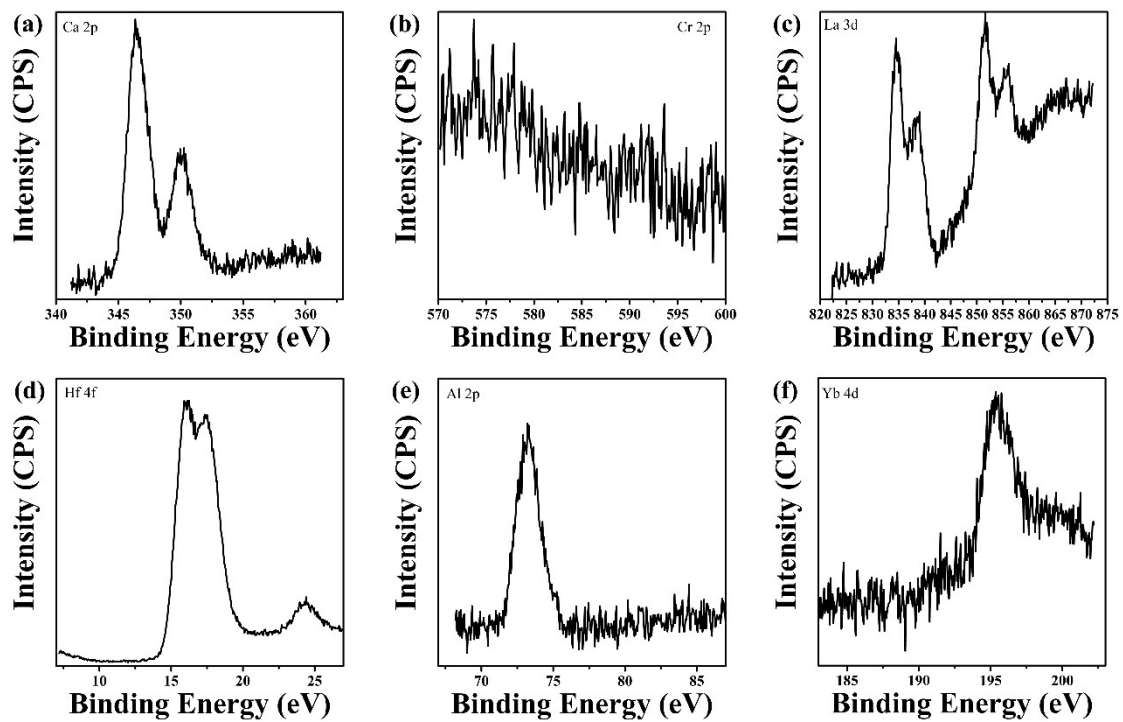 (a) Ca 2p
Intensity (CPS)
340 345 350 355 360
Binding Energy (eV)
(b) Cr 2p
Intensity (CPS)
570 575 580 585 590 595 600
Binding Energy (eV)
(c) La 3d
Intensity (CPS)
820 825 830 835 840 845 850 855 860 865 870 875
Binding Energy (eV)
(d) Hf 4f
Intensity (CPS)
10 15 20 25
Binding Energy (eV)
(e) Al 2p
Intensity (CPS)
70 75 80 85
Binding Energy (eV)
(f) Yb 4d
Intensity (CPS)
185 190 195 200
Binding Energy (eV)